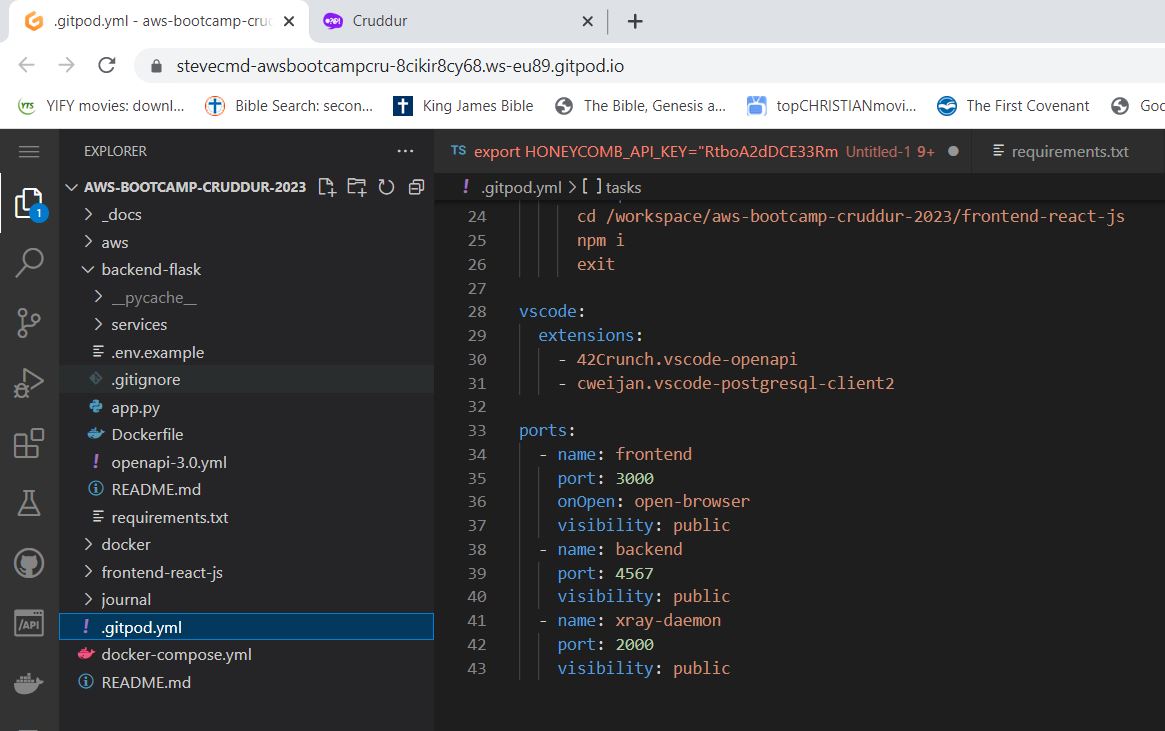 .gitpod.yml - aws-bootcamp-cruc
Cruddur
stevecmd-awsbootcampcru-8cikir8cy68.ws-eu89.gitpod.io
YTS
YIFY movies: downl...
Bible Search: secon...
King James Bible
The Bible, Genesis a...
topCHRISTIANmovi...
The First Covenant
Goo
EXPLORER
TS export HONEYCOMB_API_KEY="RtboA2dDCE33Rm Untitled-1 9+
requirements.txt
AWS-BOOTCAMP-CRUDDUR-2023
! .gitpod.yml > [ ] tasks
1
_docs
aws
backend-flask
__pycache__
services
.env.example
.gitignore
app.py
Dockerfile
! openapi-3.0.yml
README.md
requirements.txt
docker
frontend-react-js
journal
! .gitpod.yml
docker-compose.yml
README.md
/API
24 cd /workspace/aws-bootcamp-cruddur-2023/frontend-react-js
25 npm i
26 exit
27
28 vscode:
29 extensions:
30 - 42Crunch.vscode-openapi
31 - cweijan.vscode-postgresql-client2
32
33 ports:
34 - name: frontend
35 port: 3000
36 onOpen: open-browser
37 visibility: public
38 - name: backend
39 port: 4567
40 visibility: public
41 - name: xray-daemon
42 port: 2000
43 visibility: public